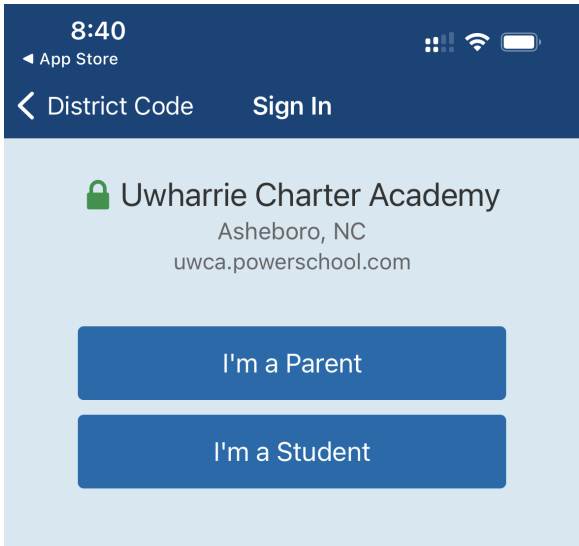 8:40
◀ App Store
District Code
Sign In
Uwharrie Charter Academy
Asheboro, NC
uwca.powerschool.com
I'm a Parent
I'm a Student